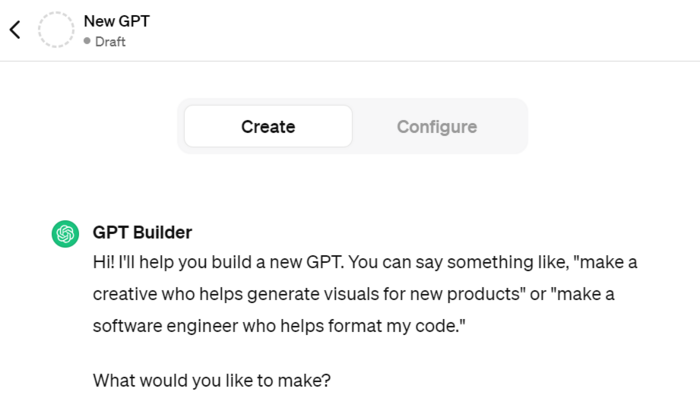 New GPT
Draft
Create
Configure
GPT Builder
Hi! I'll help you build a new GPT. You can say something like, "make a
creative who helps generate visuals for new products" or "make a
software engineer who helps format my code."
What would you like to make?